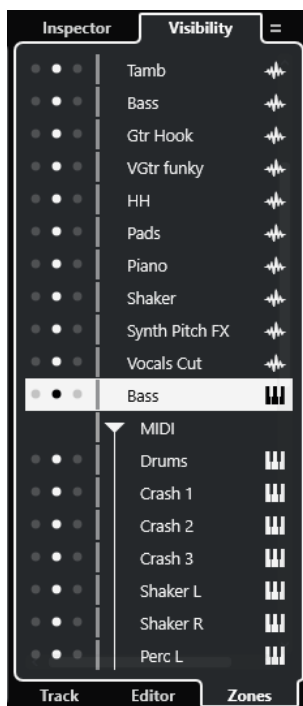 Inspector Visibility
Tamb
Bass
Gtr Hook
VGtr funky
HH
Pads
Piano
Shaker
Synth Pitch FX
Vocals Cut
Bass
MIDI
Drums
Crash 1
Crash 2
Crash 3
Shaker L
Shaker R
Perc L
Track Editor Zones